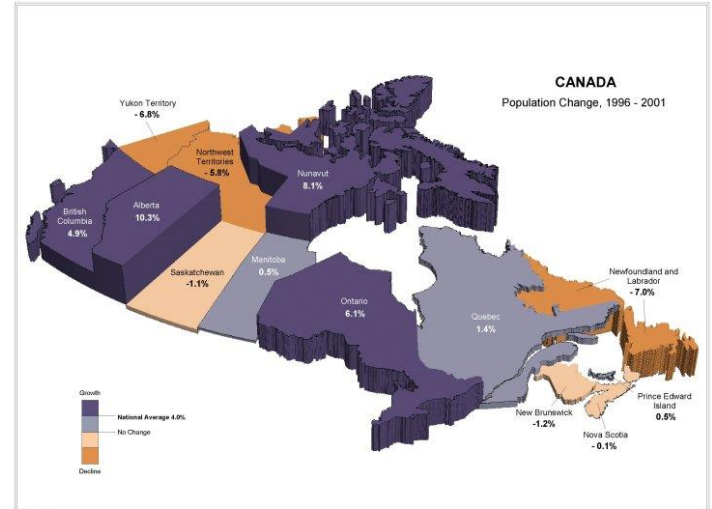 CANADA
Population Change, 1996 - 2001
Yukon Territory
- 6.8%
Northwest
Territories
- 5.8%
Nunavut
8.1%
British
Columbia
4.9%
Alberta
10.3%
Saskatchewan
-1.1%
Manitoba
0.5%
Ontario
6.1%
Quebec
1.4%
Newfoundland and
Labrador
- 7.0%
Prince Edward
Island
0.5%
New Brunswick
-1.2%
Nova Scotia
- 0.1%
Growth
National Average 4.0%
No Change
Decline